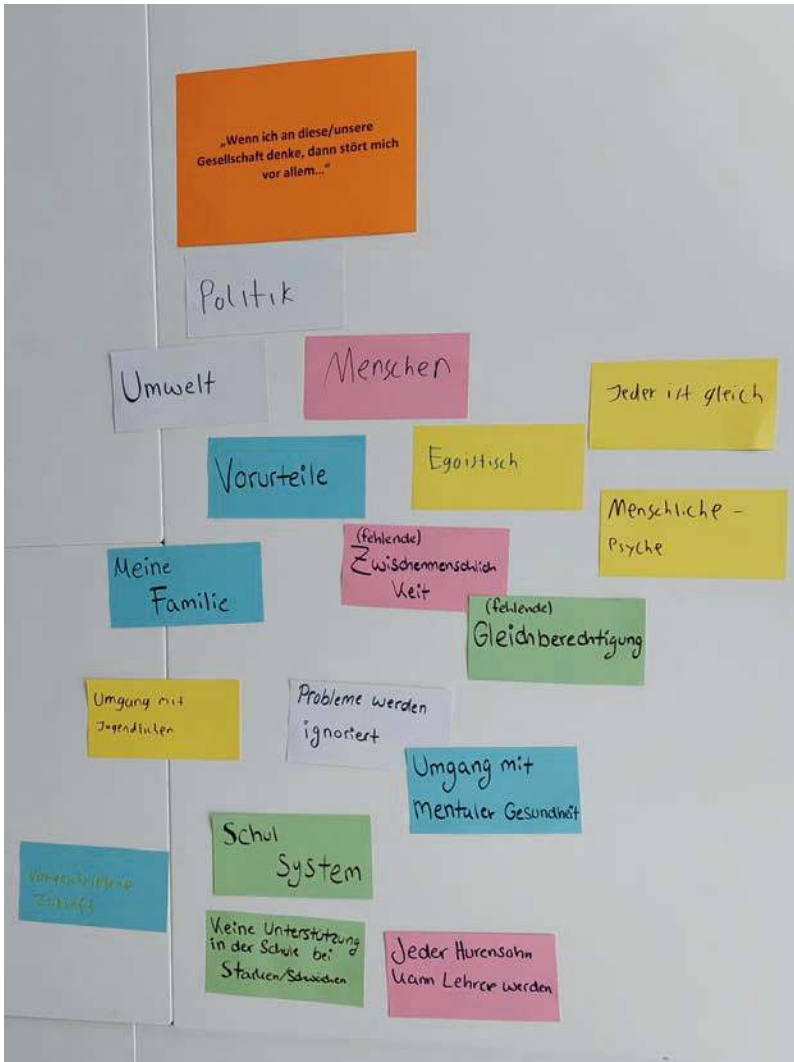 „Wenn ich an diese/unsere
Gesellschaft denke, dann stört mich
vor allem...“
Politik
Umwelt
Menschen
Jeder ist gleich
Vorurteile
Egoistisch
Menschliche -
Psyche
Meine
Familie
(fehlende)
Zwischenmenschlich
keit
(fehlende)
Gleichberechtigung
Umgang mit
Jugendlichen
Probleme werden
ignoriert
Umgang mit
mentaler Gesundheit
Schul
System
Vorgeschriebene
Zukunft
Keine Unterstützung
in der Schule bei
Stärken/Schwächen
Jeder Hurensohn
kann Lehrer werden